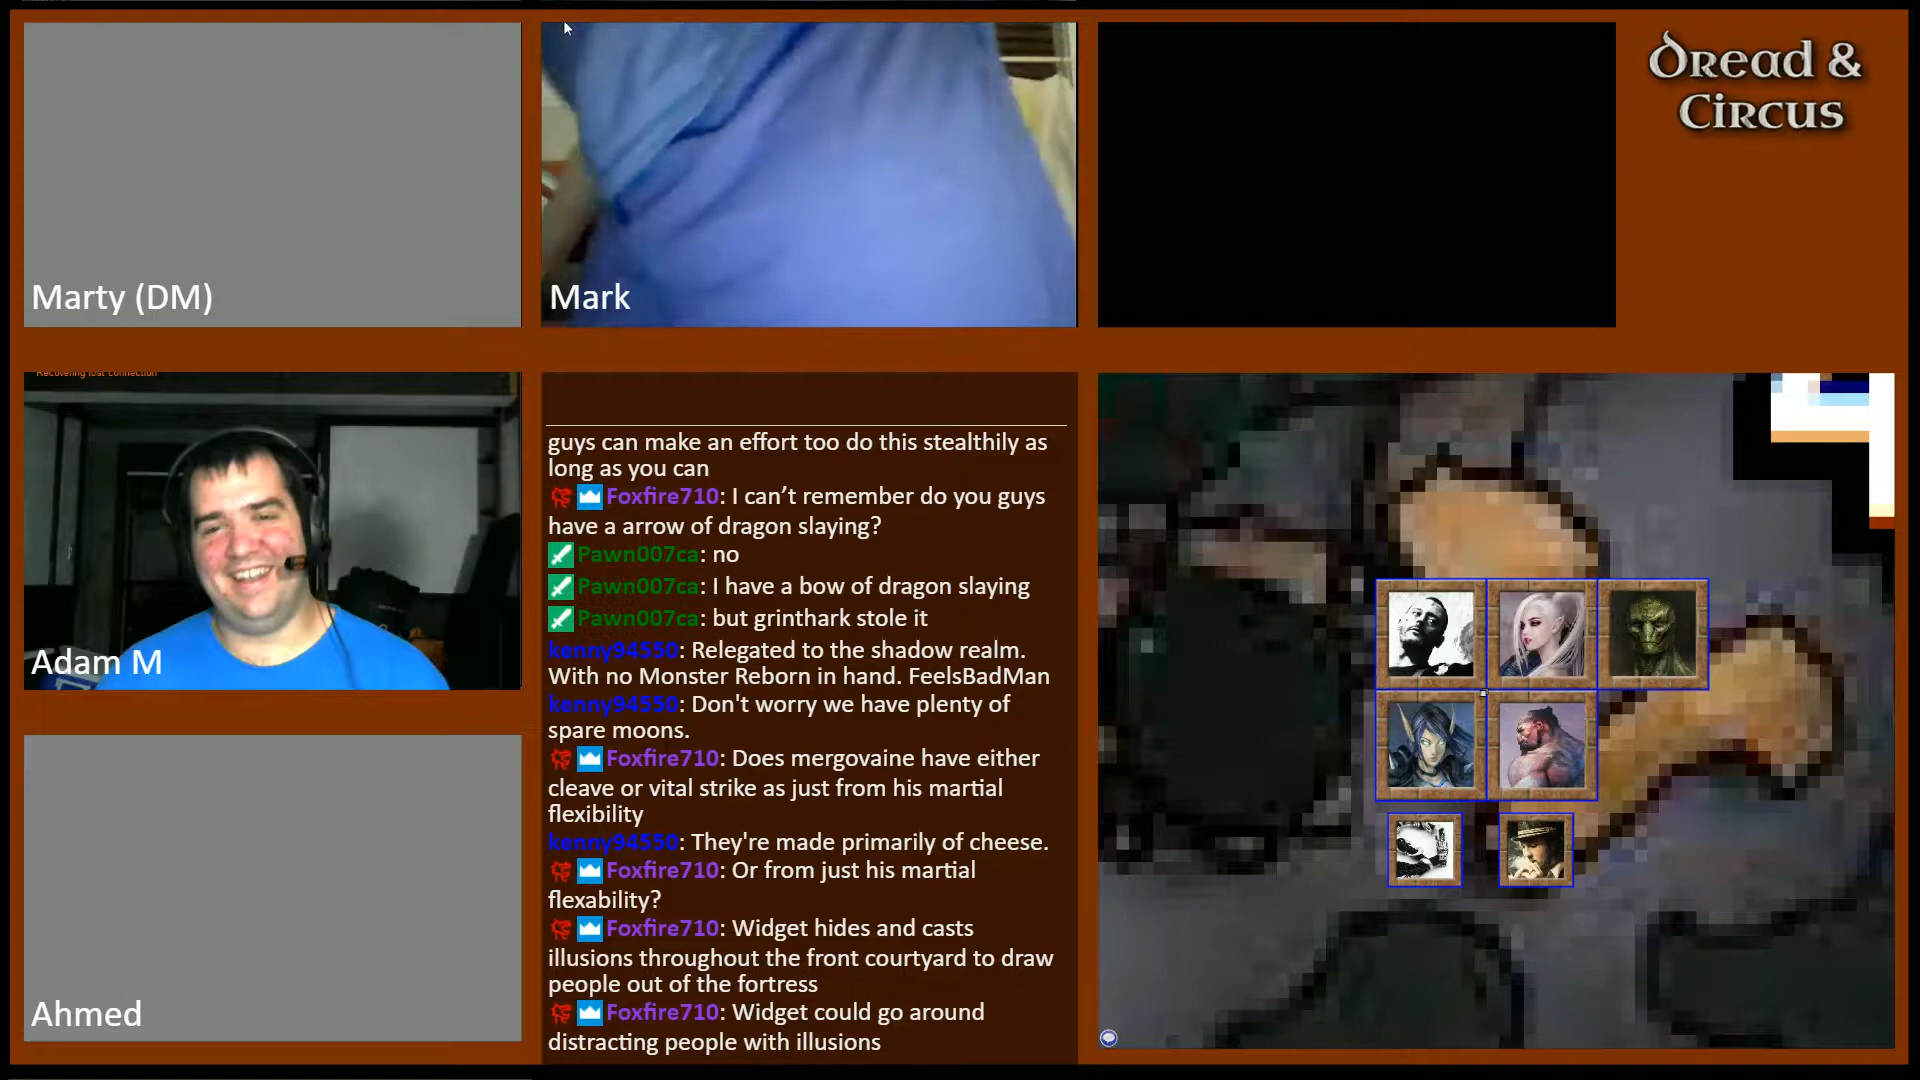 Dread &
Circus
Marty (DM)
Mark
Recovering lost connection
Adam M
guys can make an effort too do this stealthily as
long as you can
Foxfire710: I can’t remember do you guys
have a arrow of dragon slaying?
Pawn007ca: no
Pawn007ca: I have a bow of dragon slaying
Pawn007ca: but grinthark stole it
kenny94550: Relegated to the shadow realm.
With no Monster Reborn in hand. FeelsBadMan
kenny94550: Don't worry we have plenty of
spare moons.
Foxfire710: Does mergovaine have either
cleave or vital strike as just from his martial
flexibility
kenny94550: They're made primarily of cheese.
Foxfire710: Or from just his martial
flexability?
Foxfire710: Widget hides and casts
illusions throughout the front courtyard to draw
people out of the fortress
Foxfire710: Widget could go around
distracting people with illusions
Ahmed